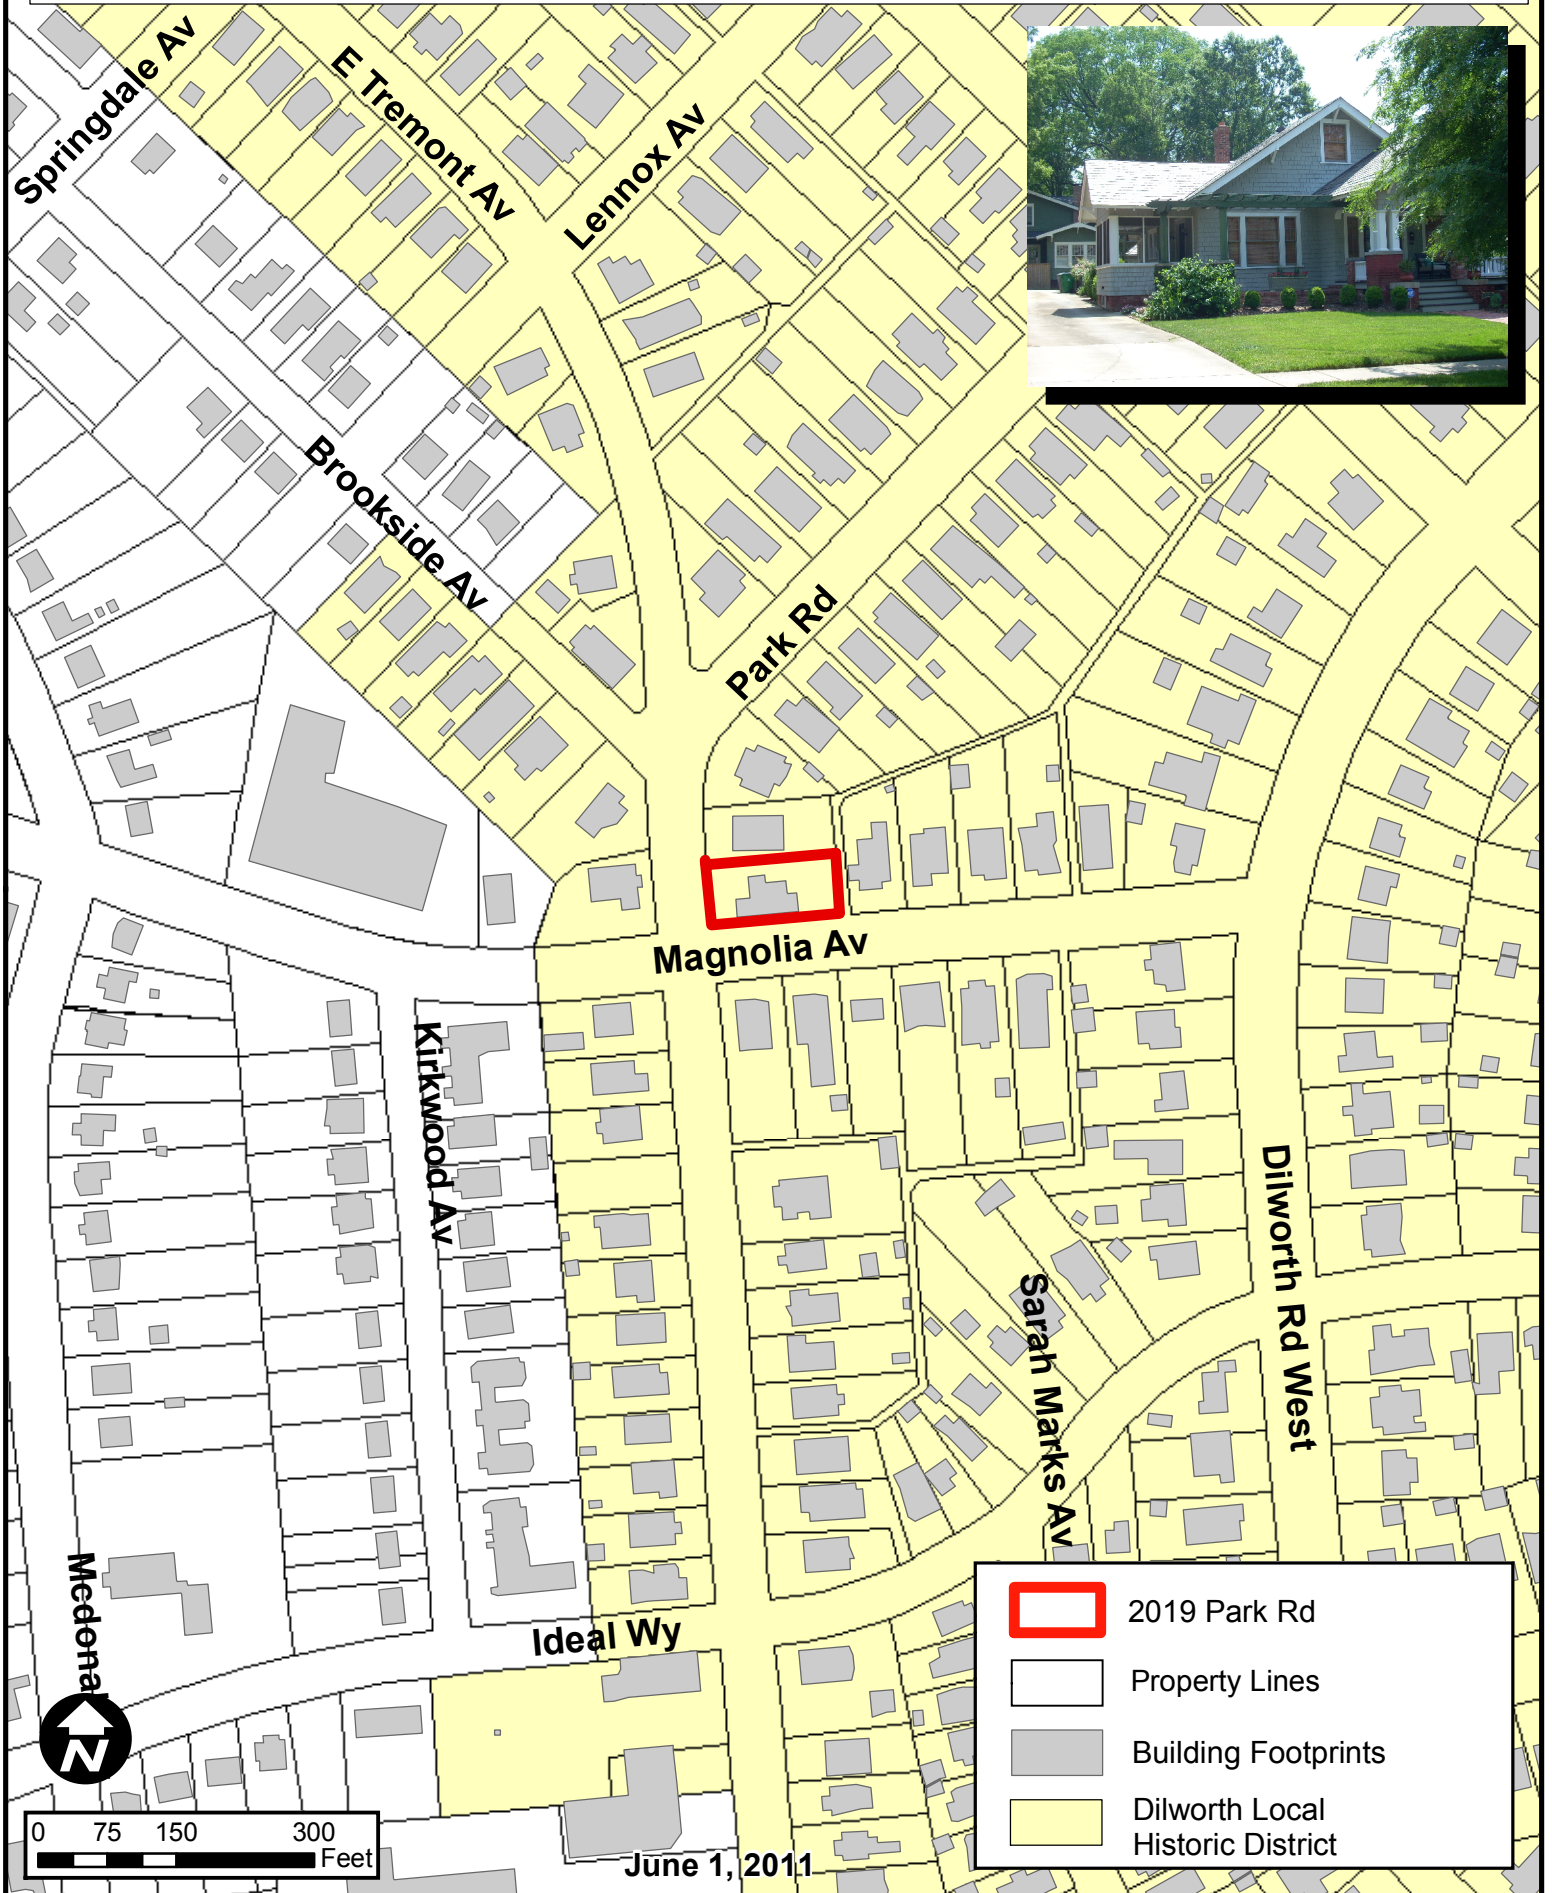 Springdale Av
E Tremont Av
Lennox Av
Brookside Av
Park Rd
Magnolia Av
Kirkwood Av
Dilworth Rd West
Sarah Marks Av
Mcdonal
Ideal Wy
2019 Park Rd
Property Lines
Building Footprints
Dilworth Local
Historic District
N
0 75 150 300
Feet
June 1, 2011